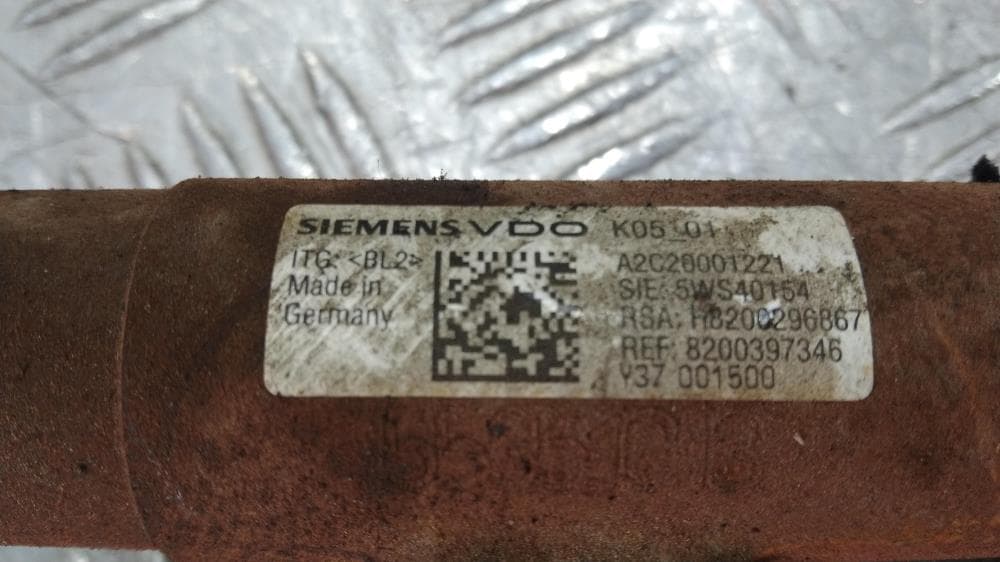 SIEMENS VDO K05_01
ITG: <BL2> A2C20001221
Made in SIE: 5WS40154
Germany RSA: H8200296867
REF: 8200397346
Y37 001500